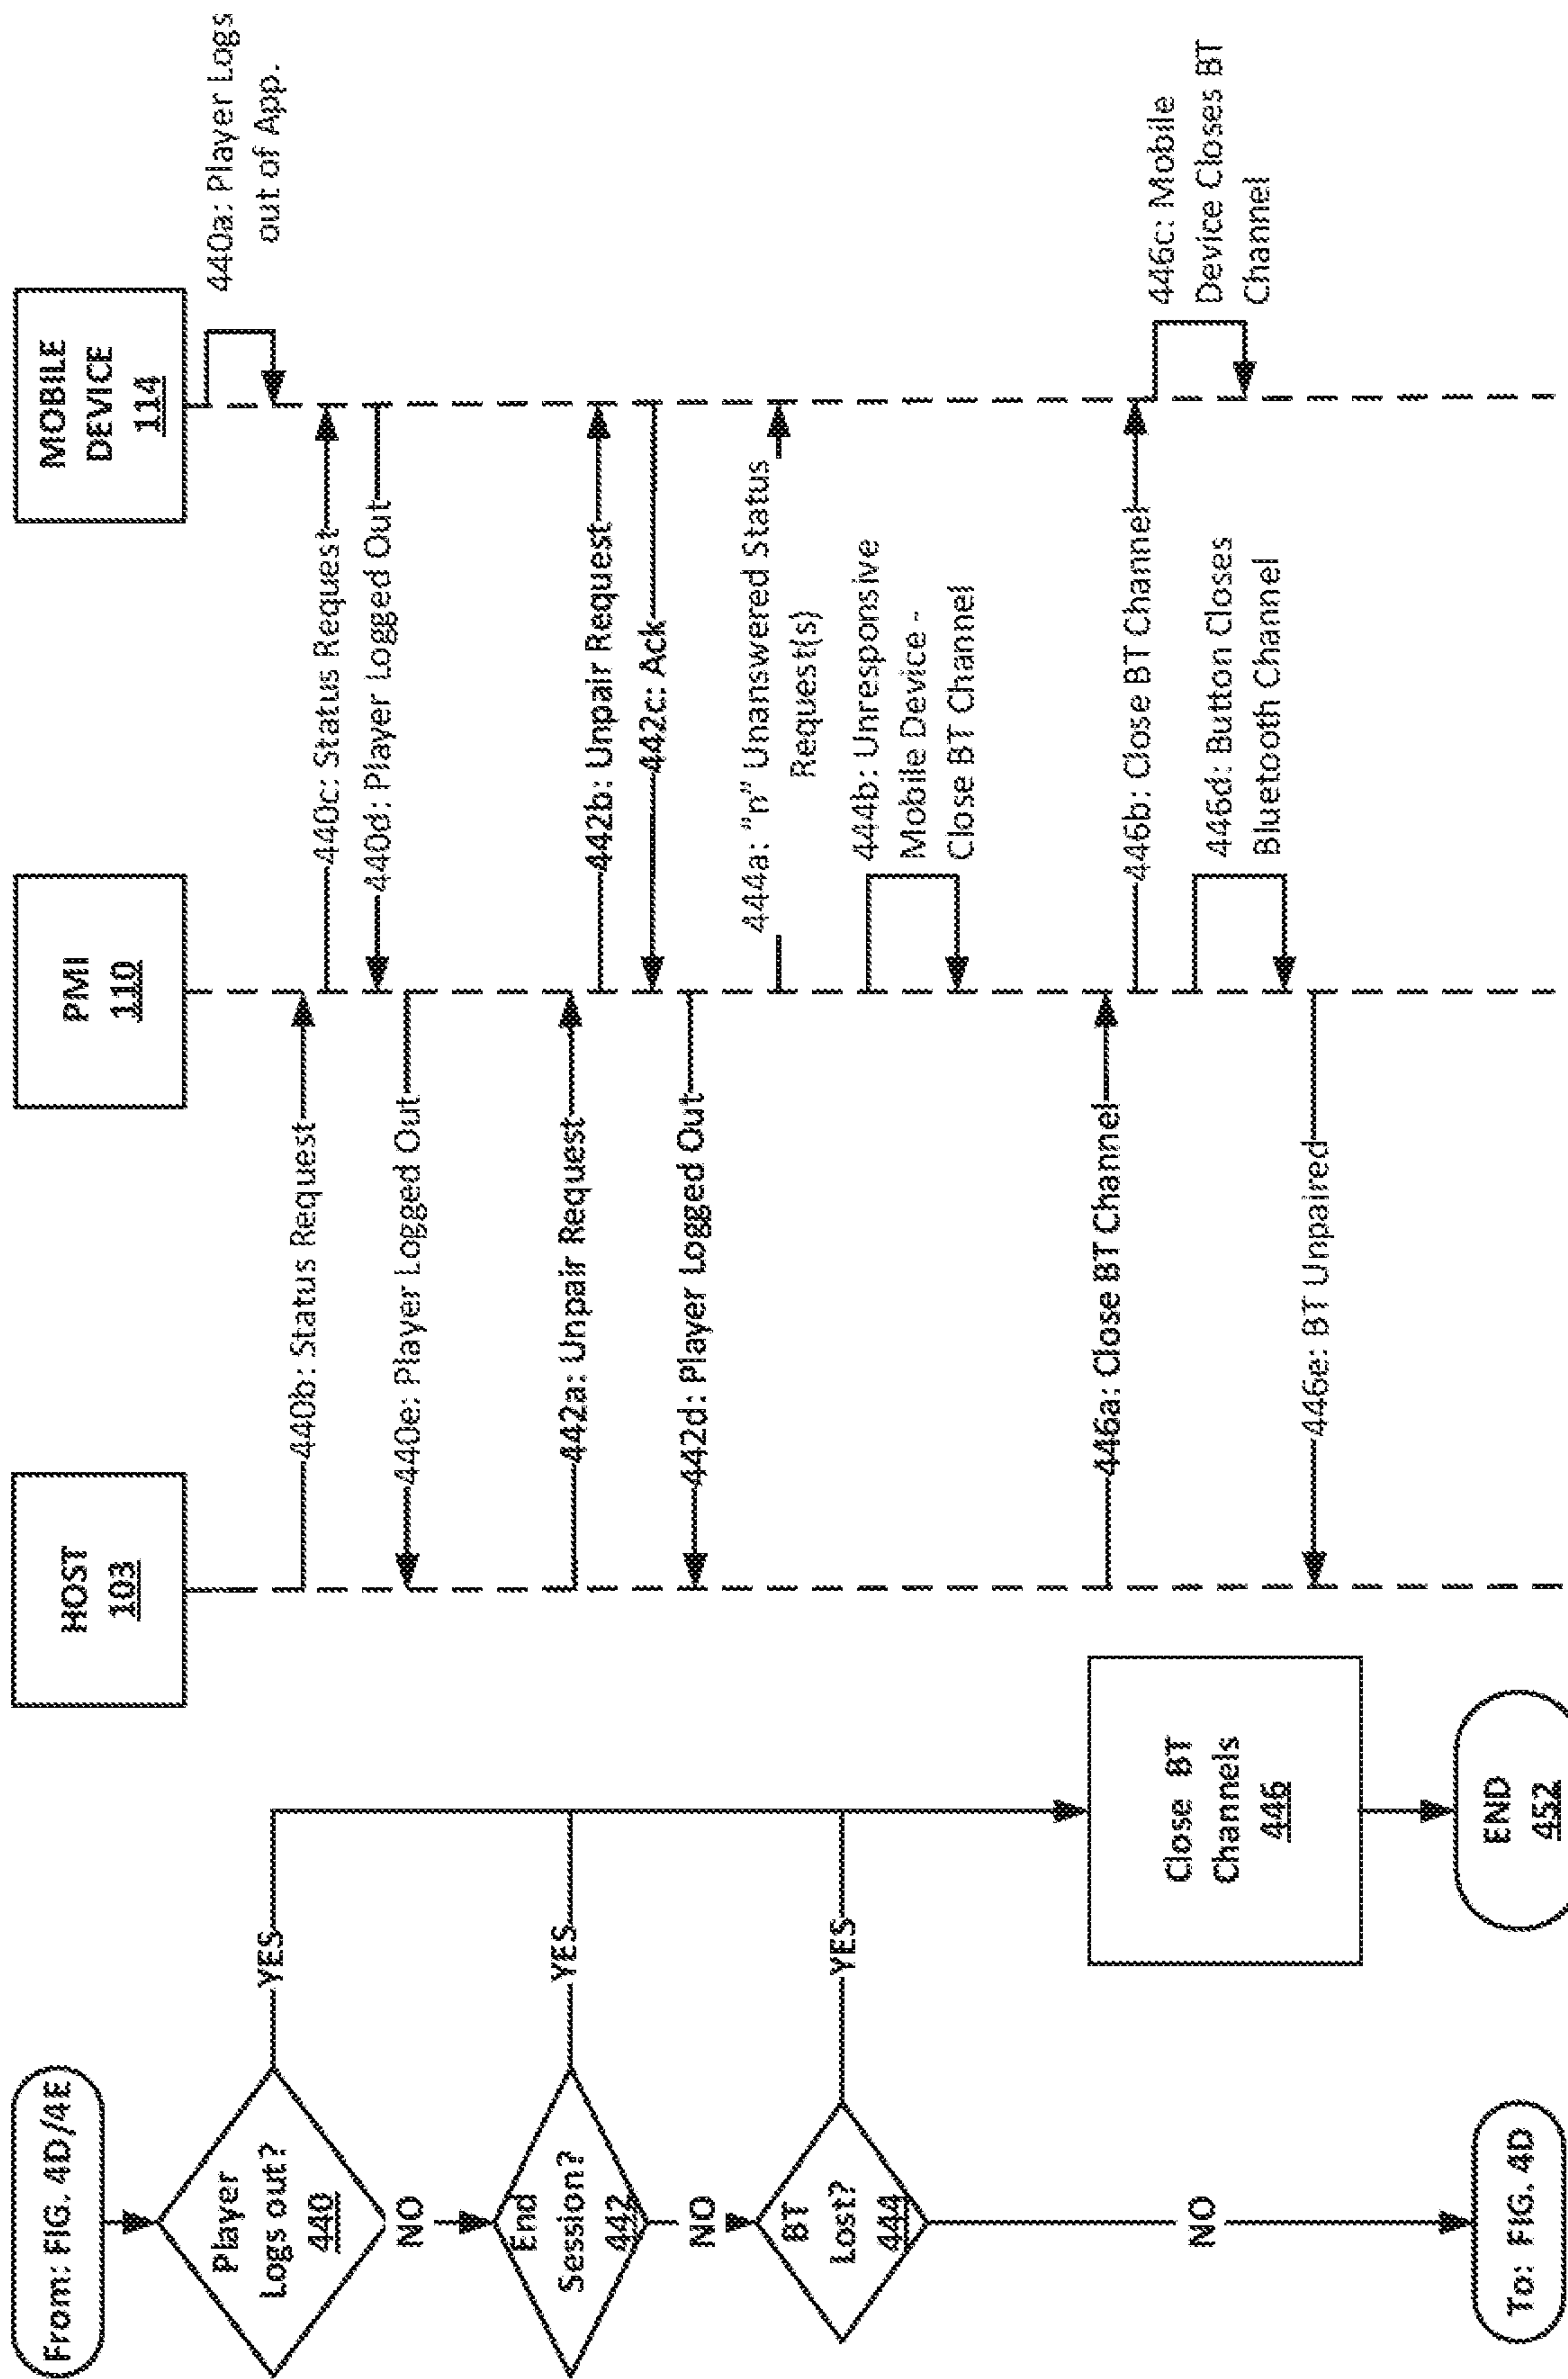 From: FIG. 4D/4E
Player
Logs out?
440
YES
NO
End
Session?
442
YES
NO
BT
Lost?
444
YES
NO
To: FIG. 4D
Close BT
Channels
446
END
452
HOST
103
PMI
110
MOBILE
DEVICE
114
440a: Player Logs
out of App.
440b: Status Request
440c: Status Request
440d: Player Logged Out
440e: Player Logged Out
442a: Unpair Request
442b: Unpair Request
442c: Ack
442d: Player Logged Out
444a: "n" Unanswered Status
Request(s)
444b: Unresponsive
Mobile Device -
Close BT Channel
446a: Close BT Channel
446b: Close BT Channel
446c: Mobile
Device Closes BT
Channel
446d: Button Closes
Bluetooth Channel
446e: BT Unpaired